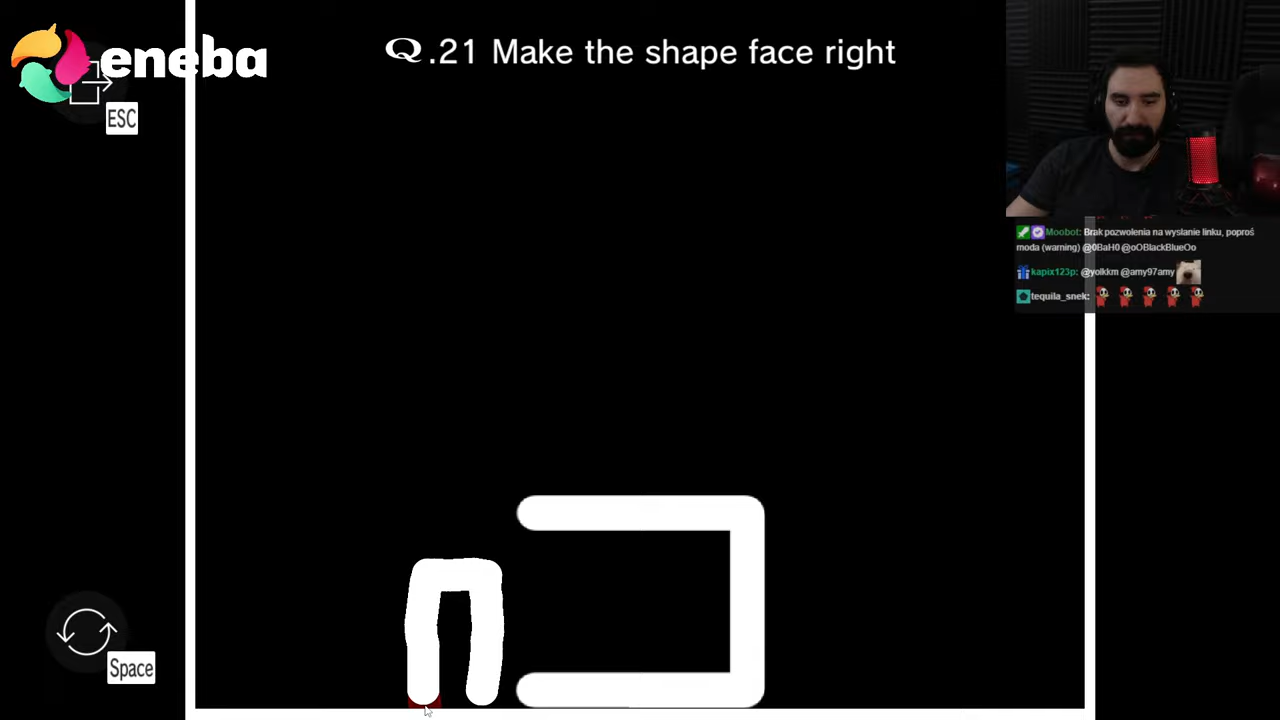 eneba
ESC
Q.21 Make the shape face right
Moobot: Brak pozwolenia na wysłanie linku, poproś
moda (warning) @0BaH0 @oOBlackBlueOo
kapix123p: @yolkkm @amy97amy
tequila_snek:
Space